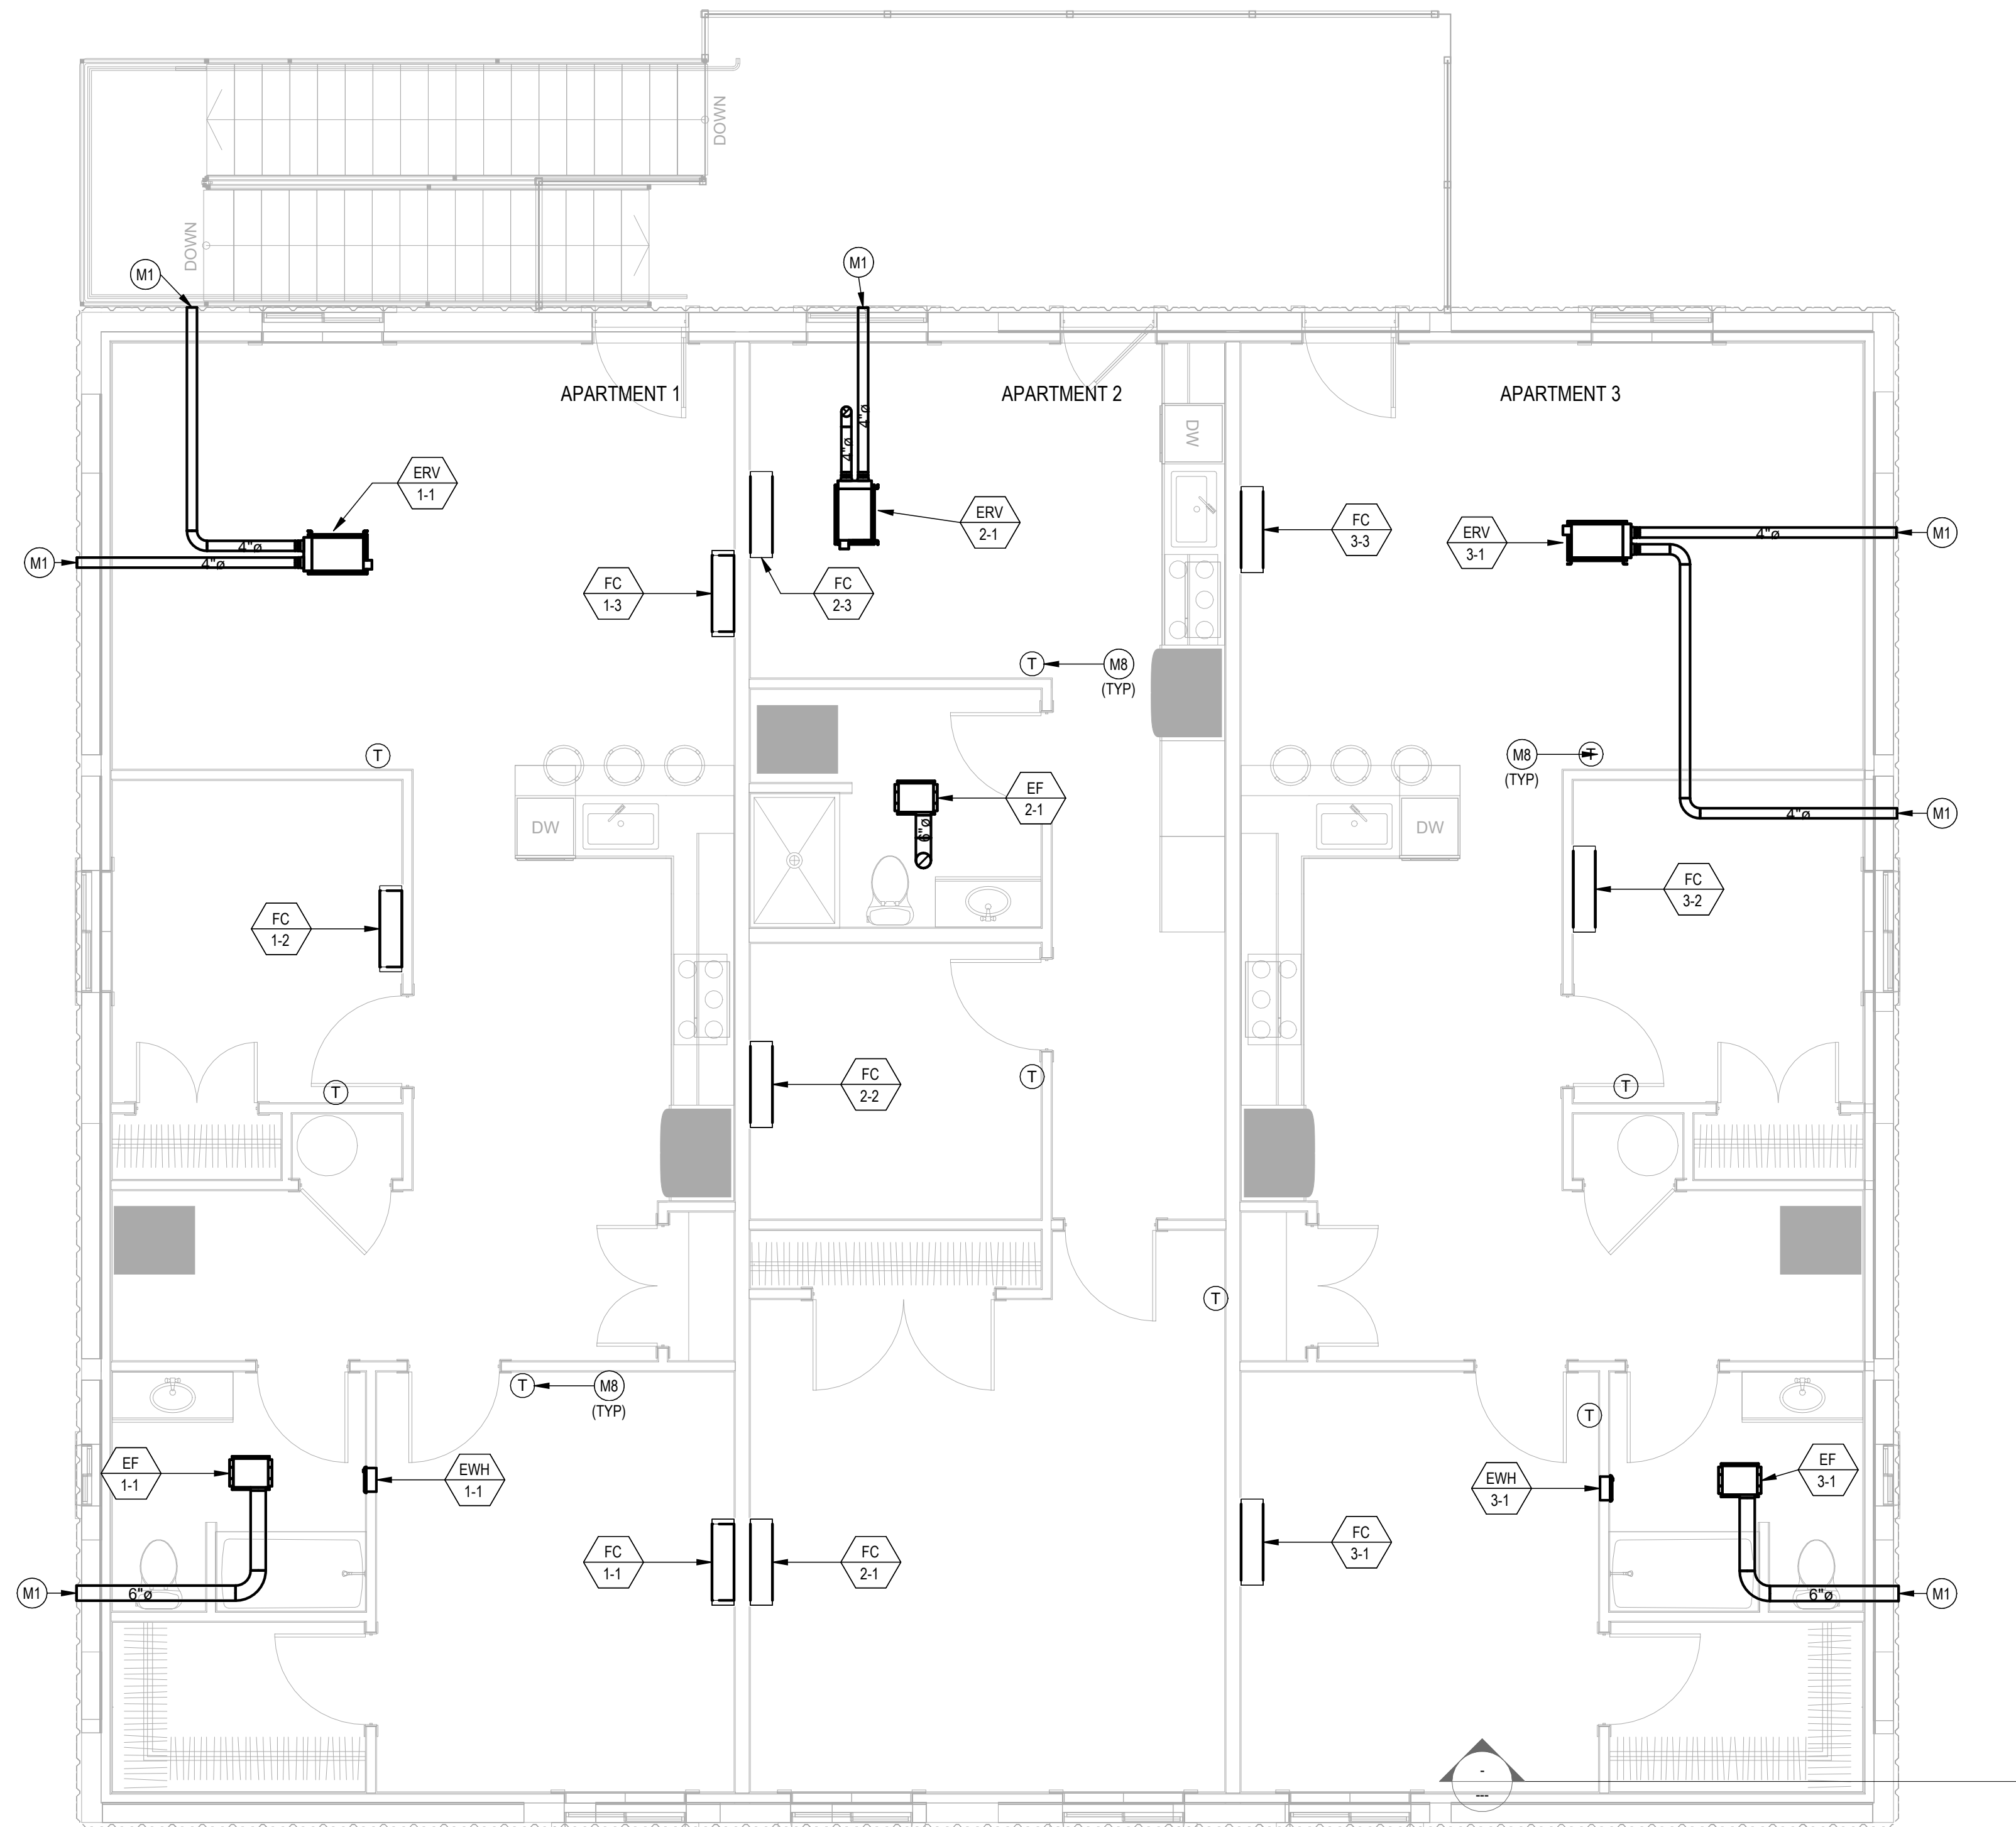 DOWN
DOWN
M1
M1
APARTMENT 1
APARTMENT 2
APARTMENT 3
4"ø
4"ø
DW
ERV
1-1
ERV
2-1
FC
3-3
ERV
3-1
4"ø
M1
4"ø
4"ø
M1
FC
1-3
FC
2-3
T
M8
(TYP)
T
M8
(TYP)
T
EF
2-1
6"ø
4"ø
M1
DW
DW
FC
1-2
FC
3-2
T
FC
2-2
T
T
T
T
M8
(TYP)
T
EF
1-1
EWH
1-1
EWH
3-1
EF
3-1
FC
1-1
FC
2-1
FC
3-1
M1
6"ø
6"ø
M1
-
---